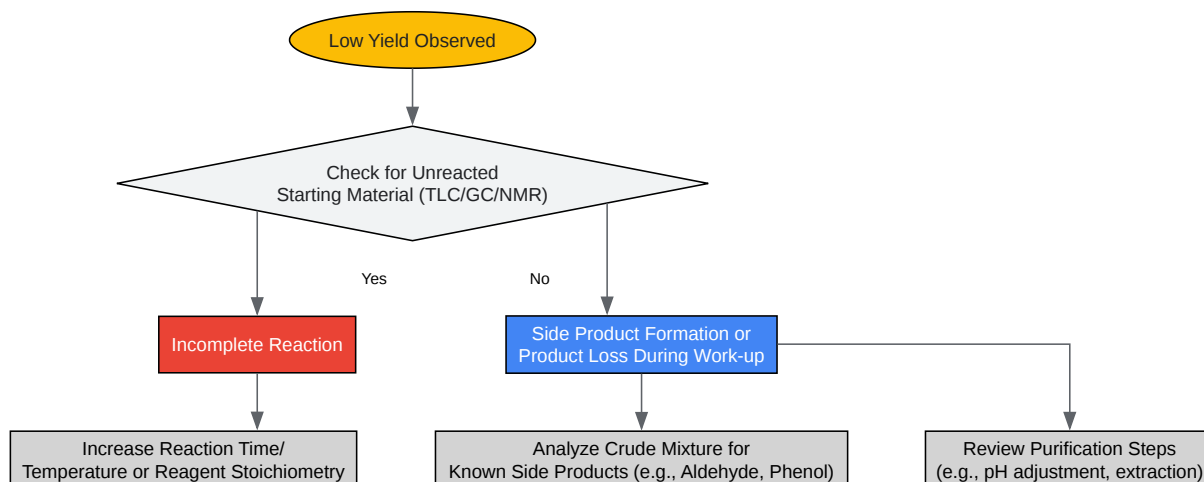 Low Yield Observed
Check for Unreacted
Starting Material (TLC/GC/NMR)
Yes
No
Incomplete Reaction
Side Product Formation or
Product Loss During Work-up
Increase Reaction Time/
Temperature or Reagent Stoichiometry
Analyze Crude Mixture for
Known Side Products (e.g., Aldehyde, Phenol)
Review Purification Steps
(e.g., pH adjustment, extraction)